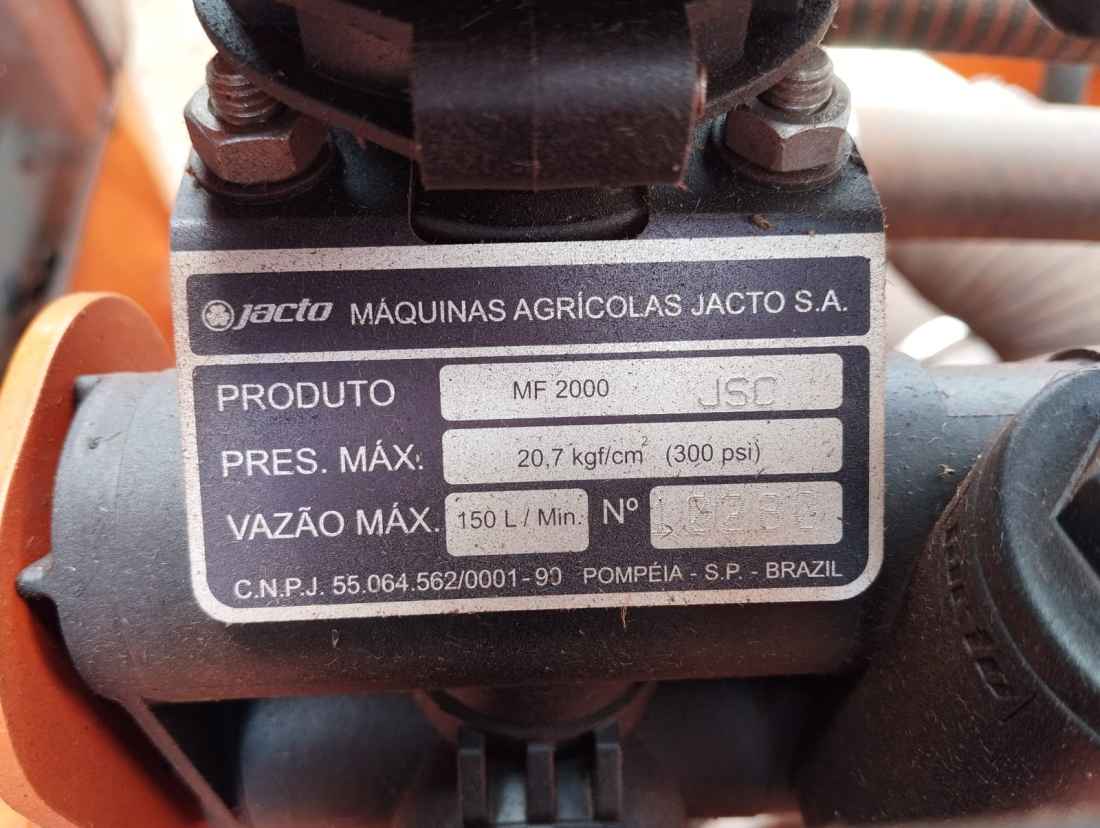 jacto MÁQUINAS AGRÍCOLAS JACTO S.A.
PRODUTO MF 2000 JSC
PRES. MÁX: 20,7 kgf/cm² (300 psi)
VAZÃO MÁX. 150 L / Min. Nº
C.N.P.J. 55.064.562/0001-90 POMPÉIA - S.P. - BRAZIL